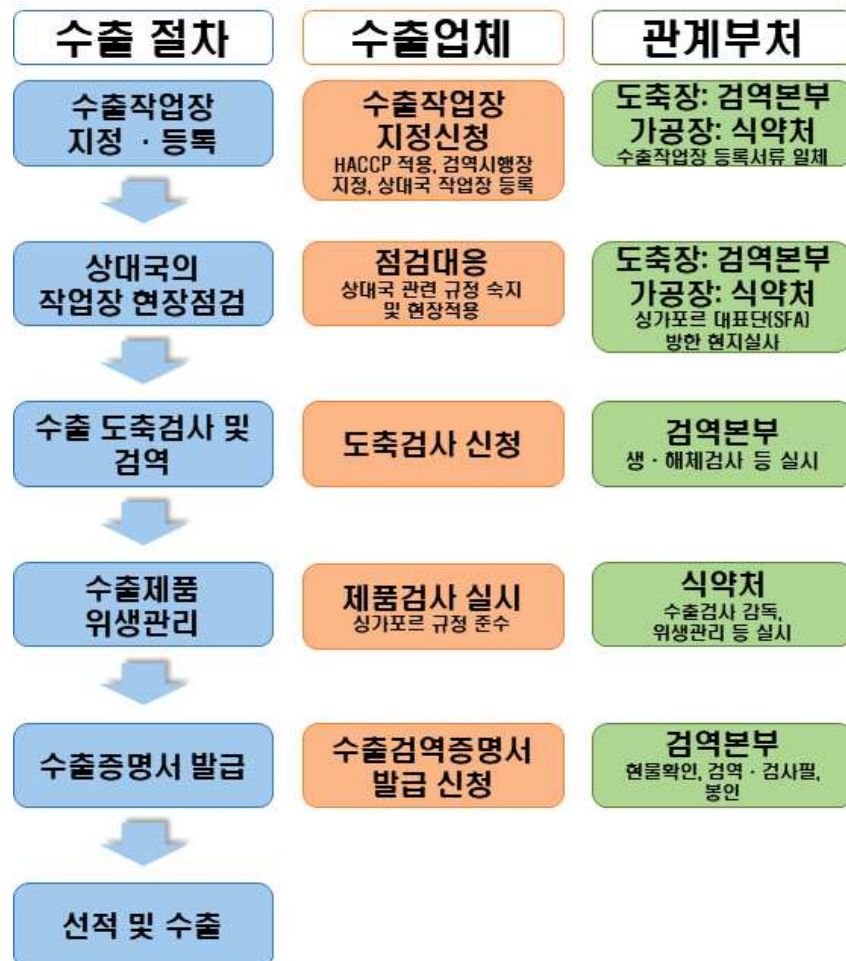 수출 절차
수출업체
관계부처
수출작업장
지정 · 등록
수출작업장
지정신청
HACCP 적용, 검역시행장
지정, 상대국 작업장 등록
도축장: 검역본부
가공장: 식약처
수출작업장 등록서류 일체
상대국의
작업장 현장점검
점검대응
상대국 관련 규정 숙지
및 현장적용
도축장: 검역본부
가공장: 식약처
싱가포르 대표단(SFA)
방한 현지실사
수출 도축검사 및
검역
도축검사 신청
검역본부
생 · 해체검사 등 실시
수출제품
위생관리
제품검사 실시
싱가포르 규정 준수
식약처
수출검사 감독,
위생관리 등 실시
수출증명서 발급
수출검역증명서
발급 신청
검역본부
현물확인, 검역 · 검사필,
봉인
선적 및 수출